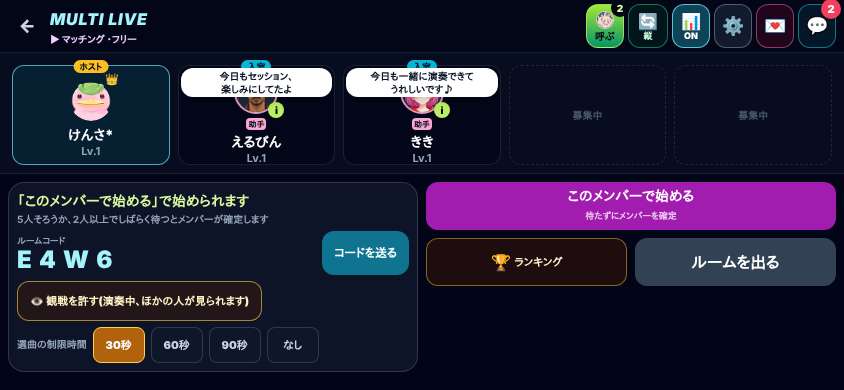 MULTI LIVE
▶ マッチング・フリー
呼ぶ
2
縦
ON
2
ホスト
けんさ*
Lv.1
今日もセッション、
楽しみにしてたよ
i
助手
えるびん
Lv.1
今日も一緒に演奏できて
うれしいです♪
i
助手
きき
Lv.1
募集中
募集中
「このメンバーで始める」で始められます
5人そろうか、2人以上でしばらく待つとメンバーが確定します
ルームコード
E4W6
コードを送る
観戦を許す(演奏中、ほかの人が見られます)
選曲の制限時間
30秒
60秒
90秒
なし
このメンバーで始める
待たずにメンバーを確定
ランキング
ルームを出る